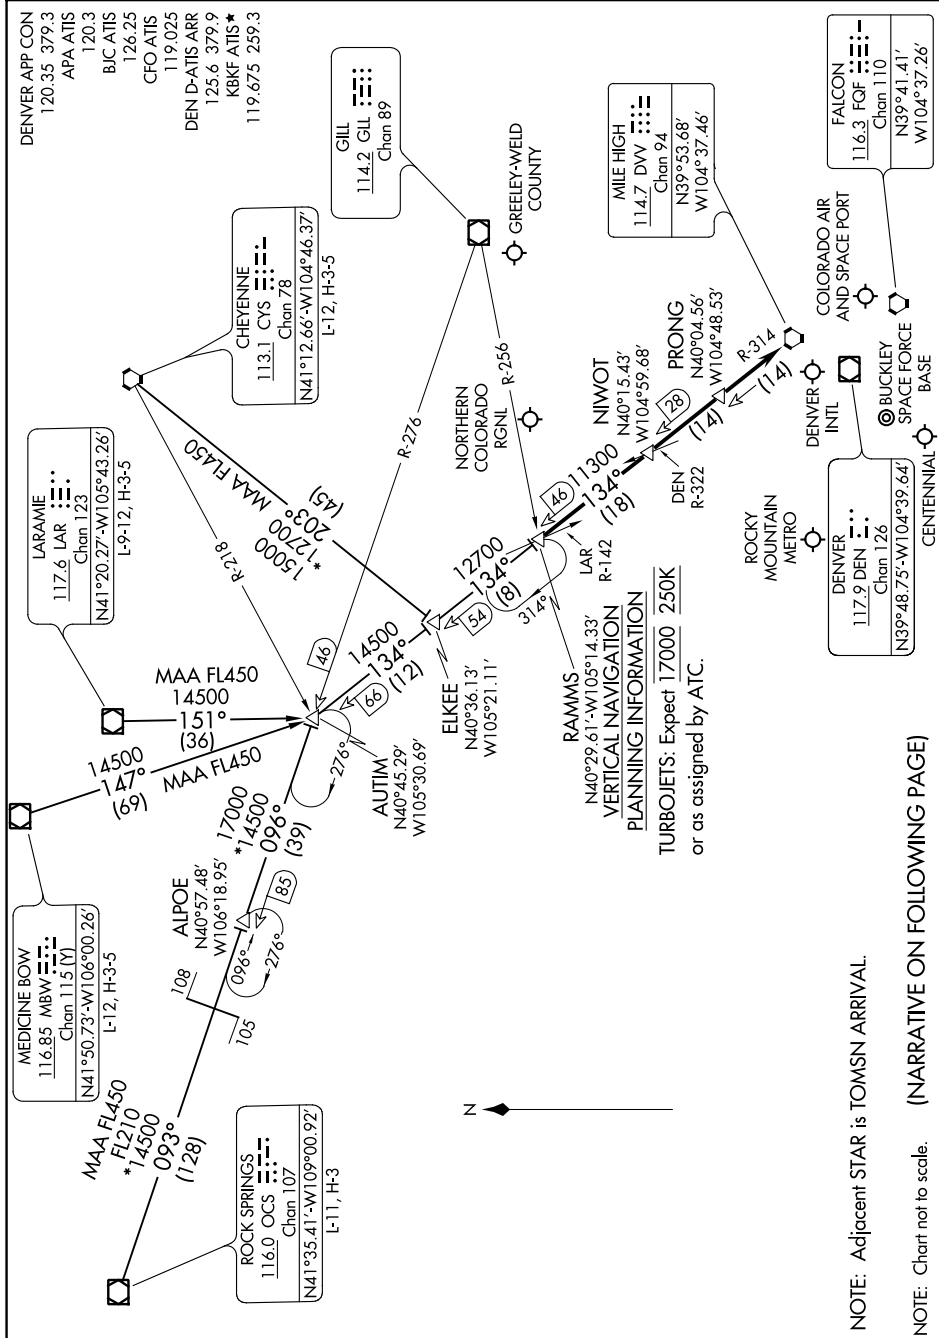 DENVER APP CON
120.35 379.3
APA ATIS
120.3
BJC ATIS
126.25
CFO ATIS
119.025
DEN D-ATIS ARR
125.6 379.9
KBKF ATIS★
119.675 259.3
MEDICINE BOW
116.85 MBW
Chan 115 (Y)
N41°50.73'-W106°00.26'
L-12, H-3-5
LARAMIE
117.6 LAR
Chan 123
N41°20.27'-W105°43.26'
L-9-12, H-3-5
CHEYENNE
113.1 CYS
Chan 78
N41°12.66'-W104°46.37'
L-12, H-3-5
GILL
114.2 GLL
Chan 89
ROCK SPRINGS
116.0 OCS
Chan 107
N41°35.41'-W109°00.92'
L-11, H-3
MAA FL450
FL210
*14500
093°
(128)
108
105
ALPOE
N40°57.48'
W106°18.95'
096°
276°
85
17000
*14500
096°
(39)
14500
147°
(69)
MAA FL450
MAA FL450
14500
151°
(36)
R-218
MAA FL450
15000
*12700
203°
(45)
R-276
46
66
276°
AUTIM
N40°45.29'
W105°30.69'
14500
134°
(12)
ELKEE
N40°36.13'
W105°21.11'
54
12700
134°
(8)
314°
RAMMS
N40°29.61'-W105°14.33'
LAR
R-142
R-256
46
11300
134°
(18)
GREELEY-WELD
COUNTY
NORTHERN
COLORADO
RGNL
NIWOT
N40°15.43'
W104°59.68'
DEN
R-322
28
(14)
PRONG
N40°04.56'
W104°48.53'
(14)
R-314
MILE HIGH
114.7 DVV
Chan 94
N39°53.68'
W104°37.46'
VERTICAL NAVIGATION
PLANNING INFORMATION
TURBOJETS: Expect 17000 250K
or as assigned by ATC.
ROCKY
MOUNTAIN
METRO
DENVER
INTL
COLORADO AIR
AND SPACE PORT
BUCKLEY
SPACE FORCE
BASE
CENTENNIAL
DENVER
117.9 DEN
Chan 126
N39°48.75'-W104°39.64'
FALCON
116.3 FQF
Chan 110
N39°41.41'
W104°37.26'
N
NOTE: Adjacent STAR is TOMSN ARRIVAL.
NOTE: Chart not to scale.
(NARRATIVE ON FOLLOWING PAGE)